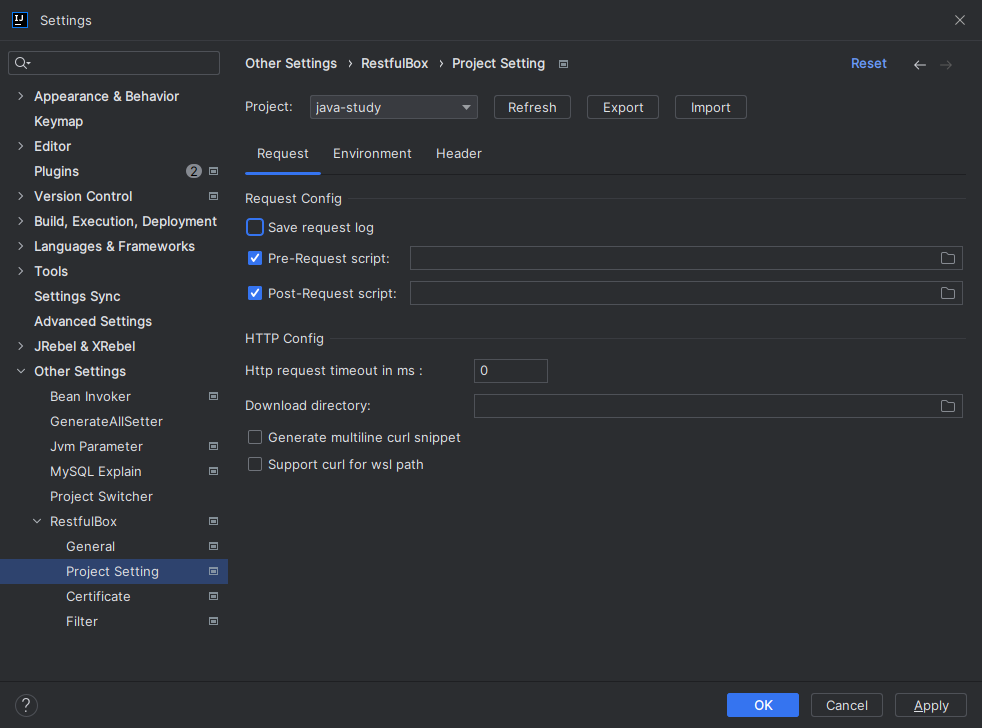 Settings
Other Settings › RestfulBox › Project Setting
Reset
Appearance & Behavior
Keymap
Editor
Plugins 2
Version Control
Build, Execution, Deployment
Languages & Frameworks
Tools
Settings Sync
Advanced Settings
JRebel & XRebel
Other Settings
Bean Invoker
GenerateAllSetter
Jvm Parameter
MySQL Explain
Project Switcher
RestfulBox
General
Project Setting
Certificate
Filter
Project: java-study Refresh Export Import
Request Environment Header
Request Config
Save request log
Pre-Request script:
Post-Request script:
HTTP Config
Http request timeout in ms : 0
Download directory:
Generate multiline curl snippet
Support curl for wsl path
? OK Cancel Apply